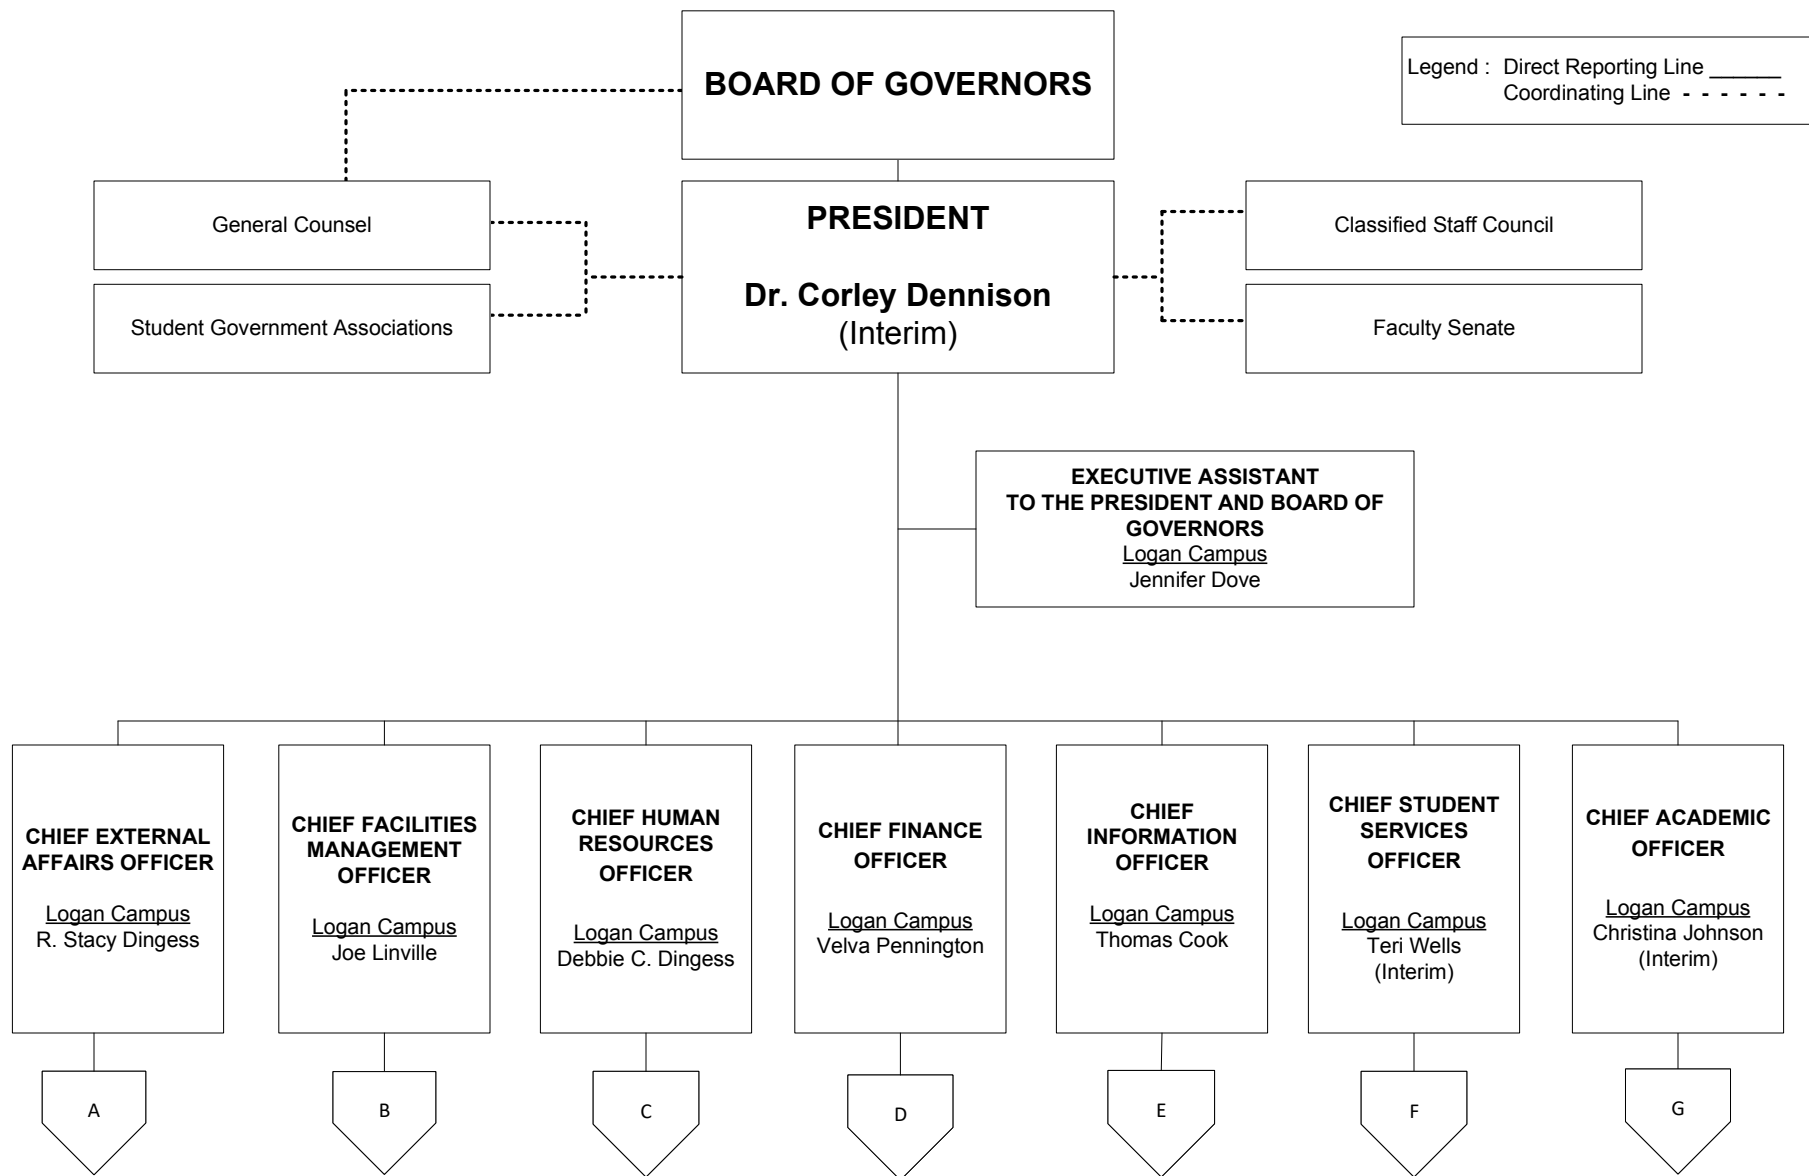 BOARD OF GOVERNORS
Legend : Direct Reporting Line ______
Coordinating Line - - - - - -
General Counsel
Student Government Associations
PRESIDENT
Dr. Corley Dennison
(Interim)
Classified Staff Council
Faculty Senate
EXECUTIVE ASSISTANT
TO THE PRESIDENT AND BOARD OF
GOVERNORS
Logan Campus
Jennifer Dove
CHIEF EXTERNAL
AFFAIRS OFFICER
Logan Campus
R. Stacy Dingess
CHIEF FACILITIES
MANAGEMENT
OFFICER
Logan Campus
Joe Linville
CHIEF HUMAN
RESOURCES
OFFICER
Logan Campus
Debbie C. Dingess
CHIEF FINANCE
OFFICER
Logan Campus
Velva Pennington
CHIEF
INFORMATION
OFFICER
Logan Campus
Thomas Cook
CHIEF STUDENT
SERVICES
OFFICER
Logan Campus
Teri Wells
(Interim)
CHIEF ACADEMIC
OFFICER
Logan Campus
Christina Johnson
(Interim)
A
B
C
D
E
F
G